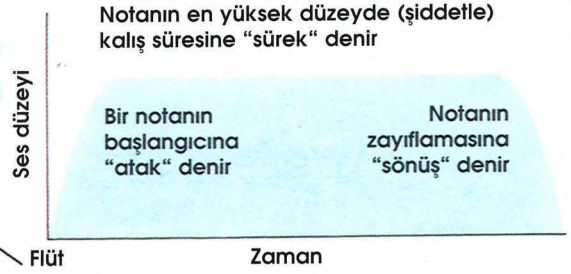 Notanın en yüksek düzeyde (şiddetle)
kalış süresine “sürek“ denir
Ses düzeyi
Bir notanın
başlangıcına
“atak“ denir
Notanın
zayıflamasına
“sönüş“ denir
Flüt
Zaman